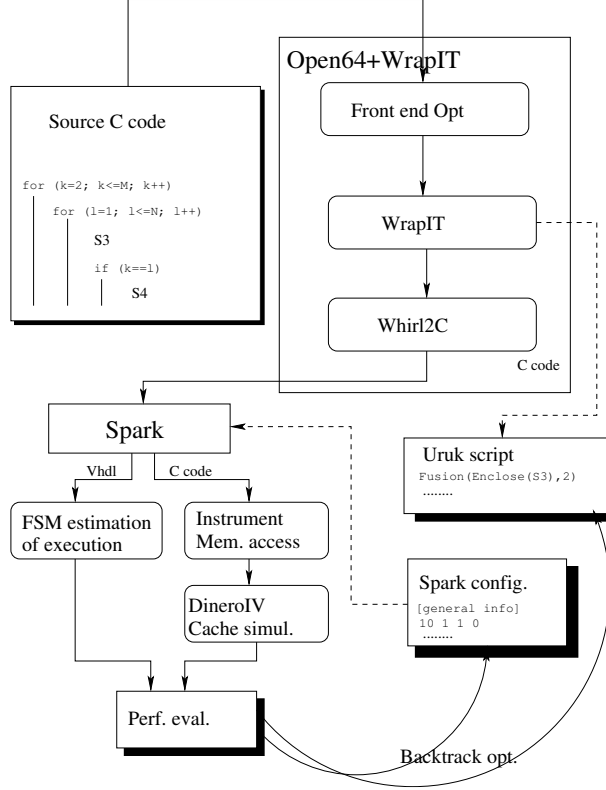 Open64+WrapIT
Source C code
for (k=2; k<=M; k++)
for (l=1; l<=N; l++)
S3
if (k==l)
S4
Front end Opt
WrapIT
Whirl2C
C code
Spark
Vhdl
C code
FSM estimation
of execution
Instrument
Mem. access
DineroIV
Cache simul.
Perf. eval.
Uruk script
Fusion(Enclose(S3),2)
........
Spark config.
[general info]
10 1 1 0
........
Backtrack opt.